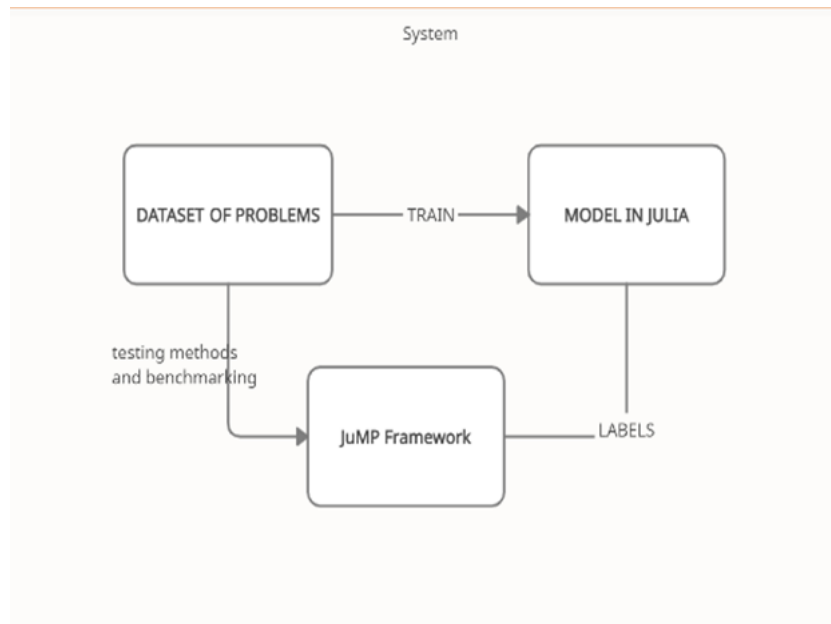 System
DATASET OF PROBLEMS
TRAIN
MODEL IN JULIA
testing methods
and benchmarking
JuMP Framework
LABELS